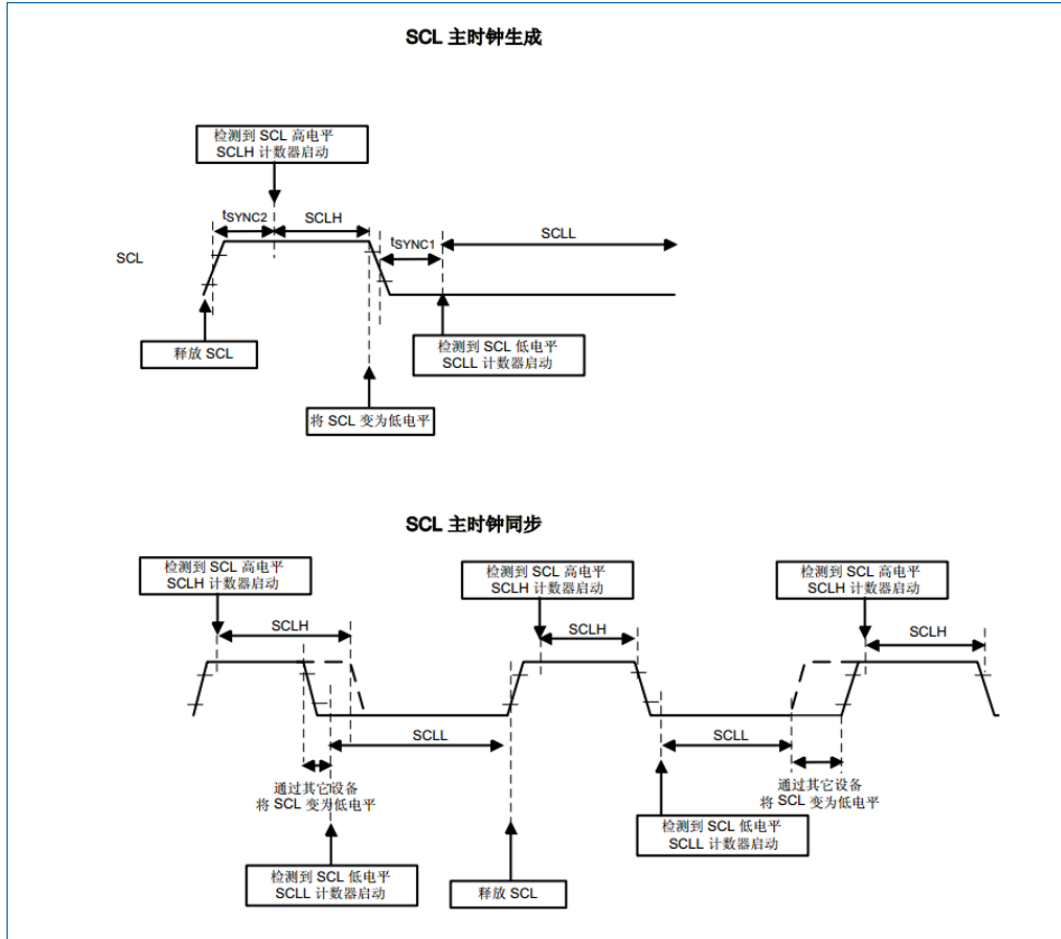 SCL 主时钟生成
检测到 SCL 高电平
SCLH 计数器启动
tSYNC2
SCLH
tSYNC1
SCLL
SCL
释放 SCL
检测到 SCL 低电平
SCLL 计数器启动
将 SCL 变为低电平
SCL 主时钟同步
检测到 SCL 高电平
SCLH 计数器启动
检测到 SCL 高电平
SCLH 计数器启动
检测到 SCL 高电平
SCLH 计数器启动
SCLH
SCLH
SCLH
SCLL
SCLL
通过其它设备
将 SCL 变为低电平
通过其它设备
将 SCL 变为低电平
检测到 SCL 低电平
SCLL 计数器启动
检测到 SCL 低电平
SCLL 计数器启动
释放 SCL